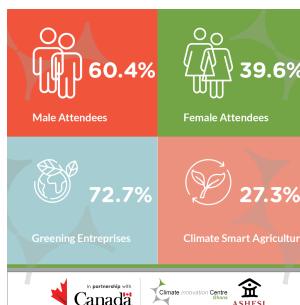 60.4%
39.6%
Male Attendees
Female Attendees
72.7%
27.3%
Greening Entreprises
Climate Smart Agricultur
in partnership with
Canada
Climate Innovation Centre
Ghana
ASHESI